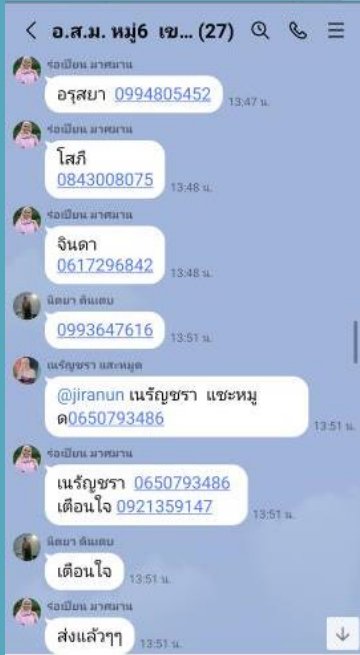 อ.ส.ม. หมู่6 เข... (27)
ร่อเปียน มาศมาน
อรุสยา 0994805452
13:47 น.
ร่อเปียน มาศมาน
โสภี
0843008075
13:48 น.
ร่อเปียน มาศมาน
จินดา
0617296842
13:48 น.
นิตยา ตินเตบ
0993647616
13:51 น.
เนรัญชรา แสะหมูด
@jiranun เนรัญชรา แซะหมู
ด0650793486
13:51 น.
ร่อเปียน มาศมาน
เนรัญชรา 0650793486
เตือนใจ 0921359147
13:51 น.
นิตยา ตินเตบ
เตือนใจ
13:51 น.
ร่อเปียน มาศมาน
ส่งแล้วๆๆ
13:51 น.